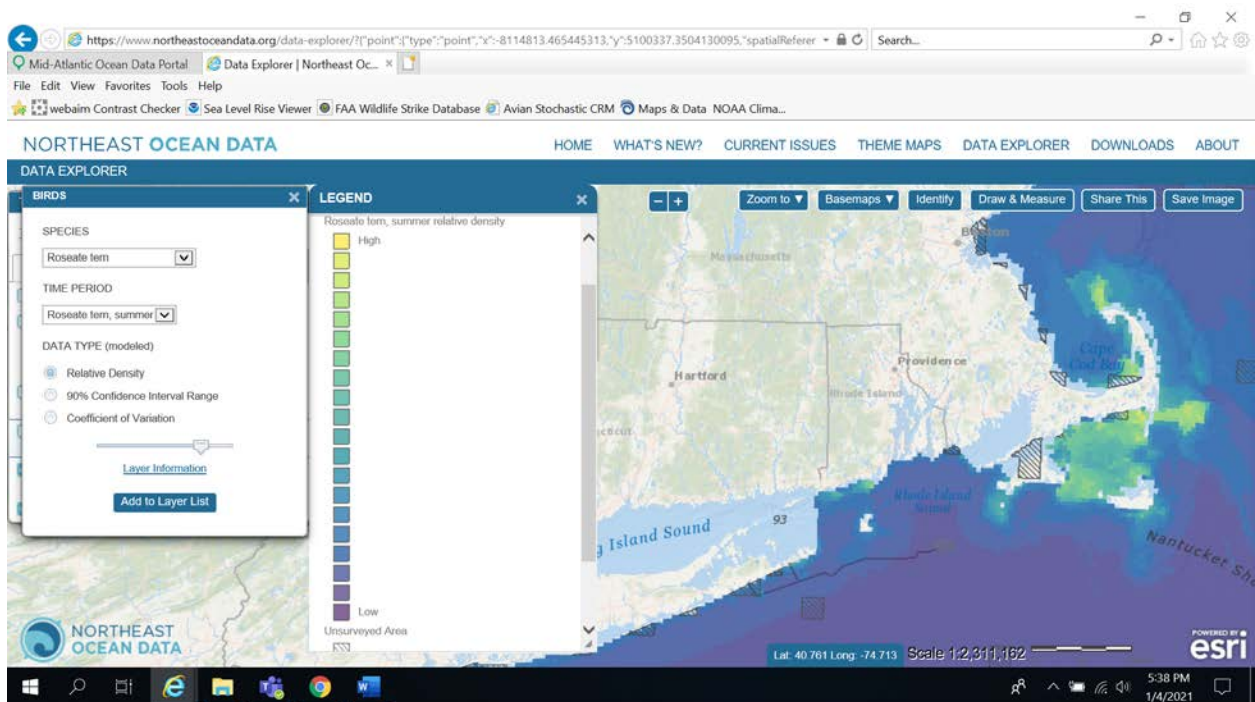 https://www.northeastoceandata.org/data-explorer/?{"point":{"type":"point","x":-8114813.465445313,"y":5100337.3504130095,"spatialReferer
Search...
Mid-Atlantic Ocean Data Portal
Data Explorer | Northeast Oc...
File Edit View Favorites Tools Help
webaim Contrast Checker Sea Level Rise Viewer FAA Wildlife Strike Database Avian Stochastic CRM Maps & Data NOAA Clima...
NORTHEAST OCEAN DATA
HOME WHAT'S NEW? CURRENT ISSUES THEME MAPS DATA EXPLORER DOWNLOADS ABOUT
DATA EXPLORER
BIRDS
SPECIES
Roseate tern
TIME PERIOD
Roseate tern, summer
DATA TYPE (modeled)
Relative Density
90% Confidence Interval Range
Coefficient of Variation
Layer Information
Add to Layer List
LEGEND
Roseate tern, summer relative density
High
Low
Unsurveyed Area
- +
Zoom to ▼ Basemaps ▼ Identify Draw & Measure Share This Save Image
Boston
Massachusetts
Cape
Cod Bay
Providence
Hartford
Rhode Island
Rhode Island
Sound
93
Island Sound
Nantucket
NORTHEAST
OCEAN DATA
Lat: 40.761 Long: -74.713 Scale 1:2,311,162
POWERED BY
esri
5:38 PM
1/4/2021